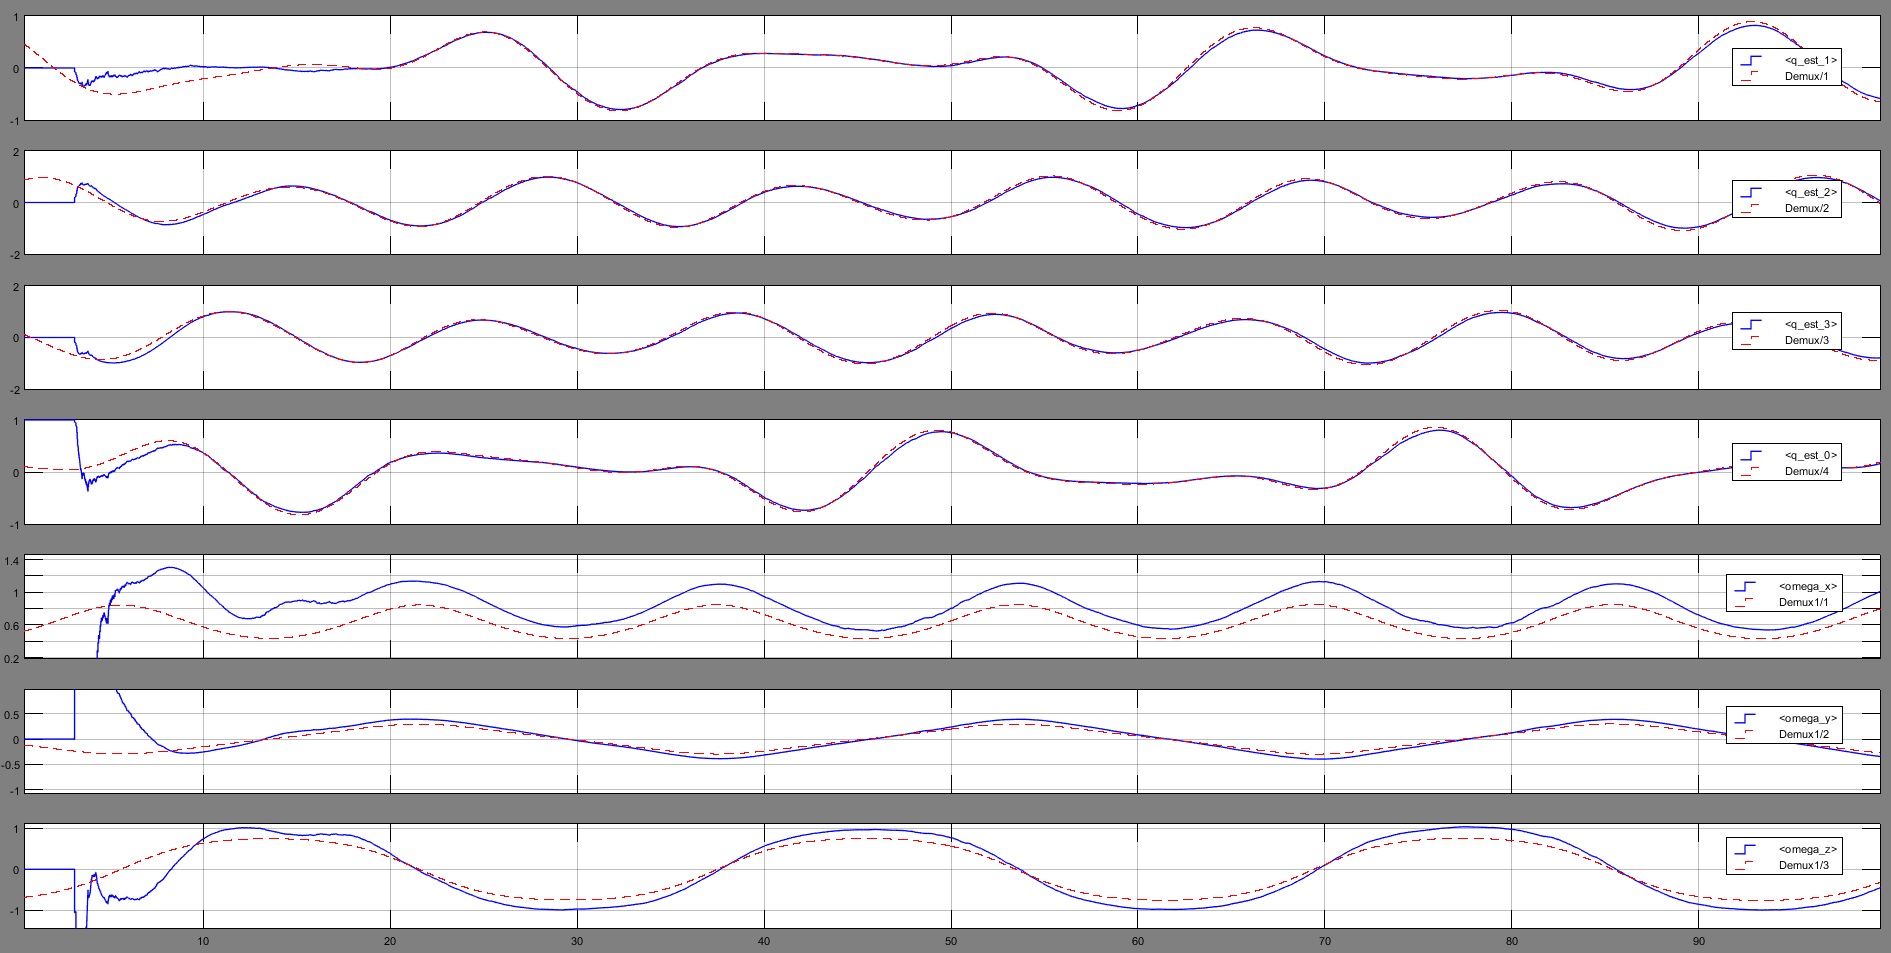 1
0
-1
<q_est_1>
Demux/1
2
0
-2
<q_est_2>
Demux/2
2
0
-2
<q_est_3>
Demux/3
1
0
-1
<q_est_0>
Demux/4
1.4
1
0.6
0.2
<omega_x>
Demux1/1
0.5
0
-0.5
-1
<omega_y>
Demux1/2
1
0
-1
<omega_z>
Demux1/3
10 20 30 40 50 60 70 80 90